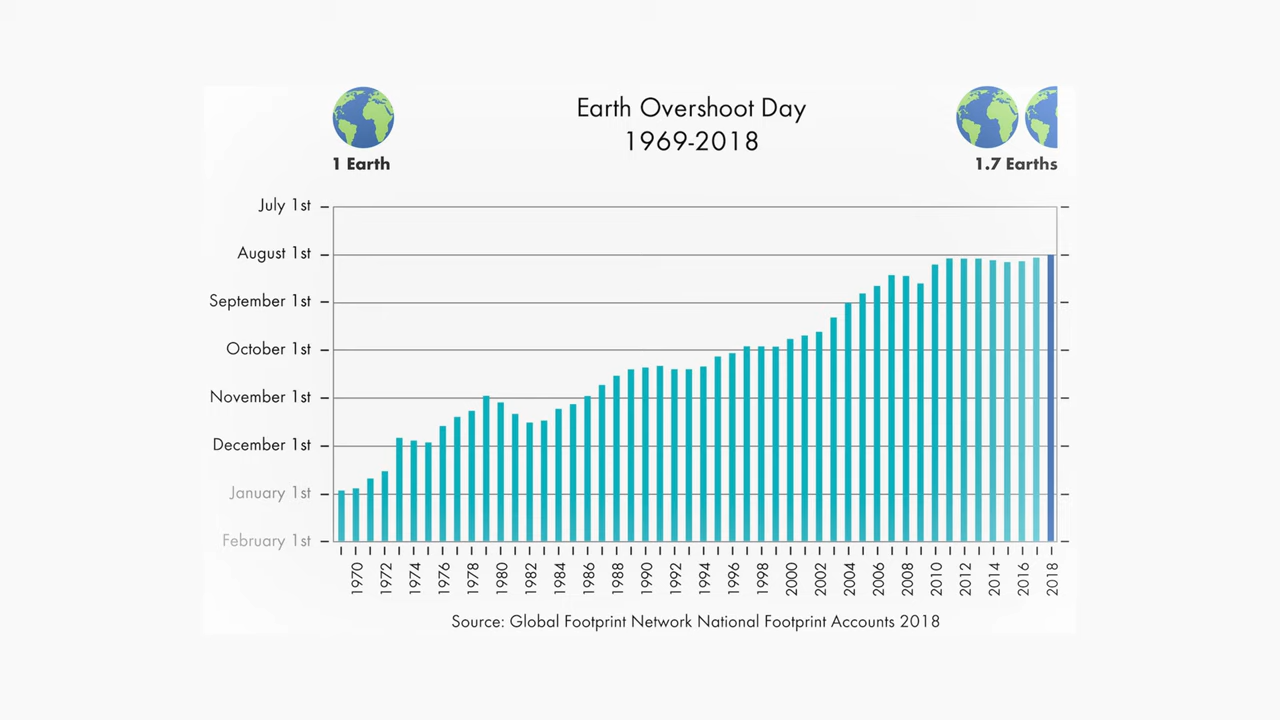 Earth Overshoot Day
1969-2018
1 Earth
1.7 Earths
July 1st
August 1st
September 1st
October 1st
November 1st
December 1st
January 1st
February 1st
1970
1972
1974
1976
1978
1980
1982
1984
1986
1988
1990
1992
1994
1996
1998
2000
2002
2004
2006
2008
2010
2012
2014
2016
2018
Source: Global Footprint Network National Footprint Accounts 2018